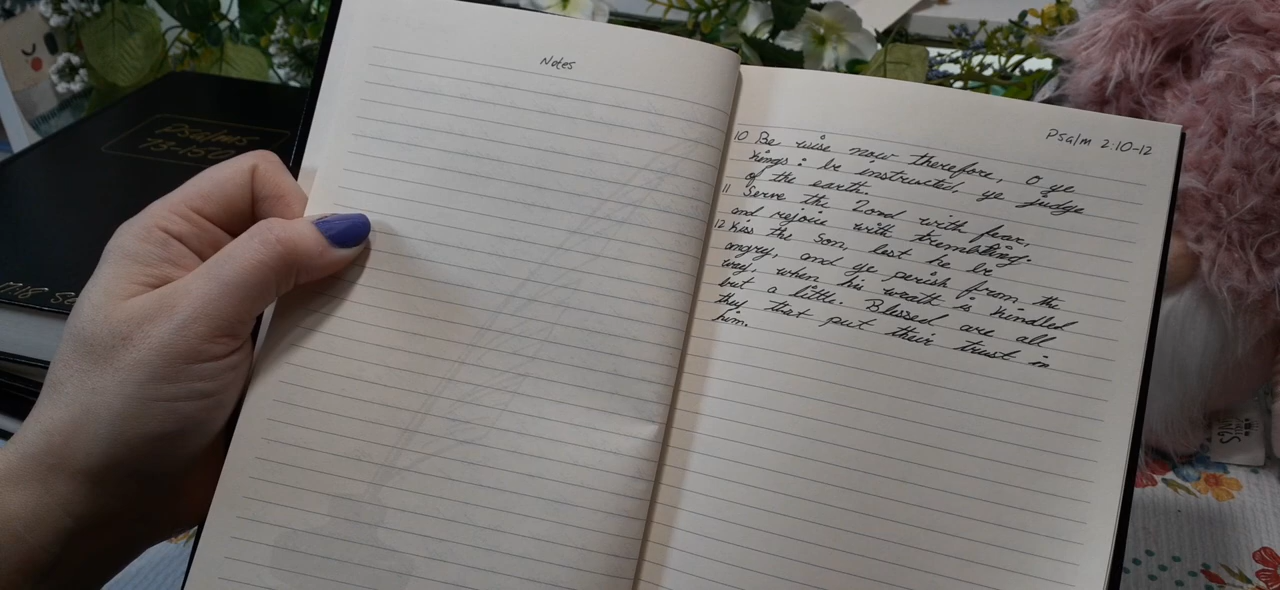 Psalms
73-150
Notes
Psalm 2:10-12
10 Be wise now therefore, O ye
kings: be instructed, ye judge
of the earth.
11 Serve the Lord with fear,
and rejoice with trembling.
12 Kiss the Son, lest he be
angry, and ye perish from the
way, when his wrath is kindled
but a little. Blessed are all
they that put their trust in
him.